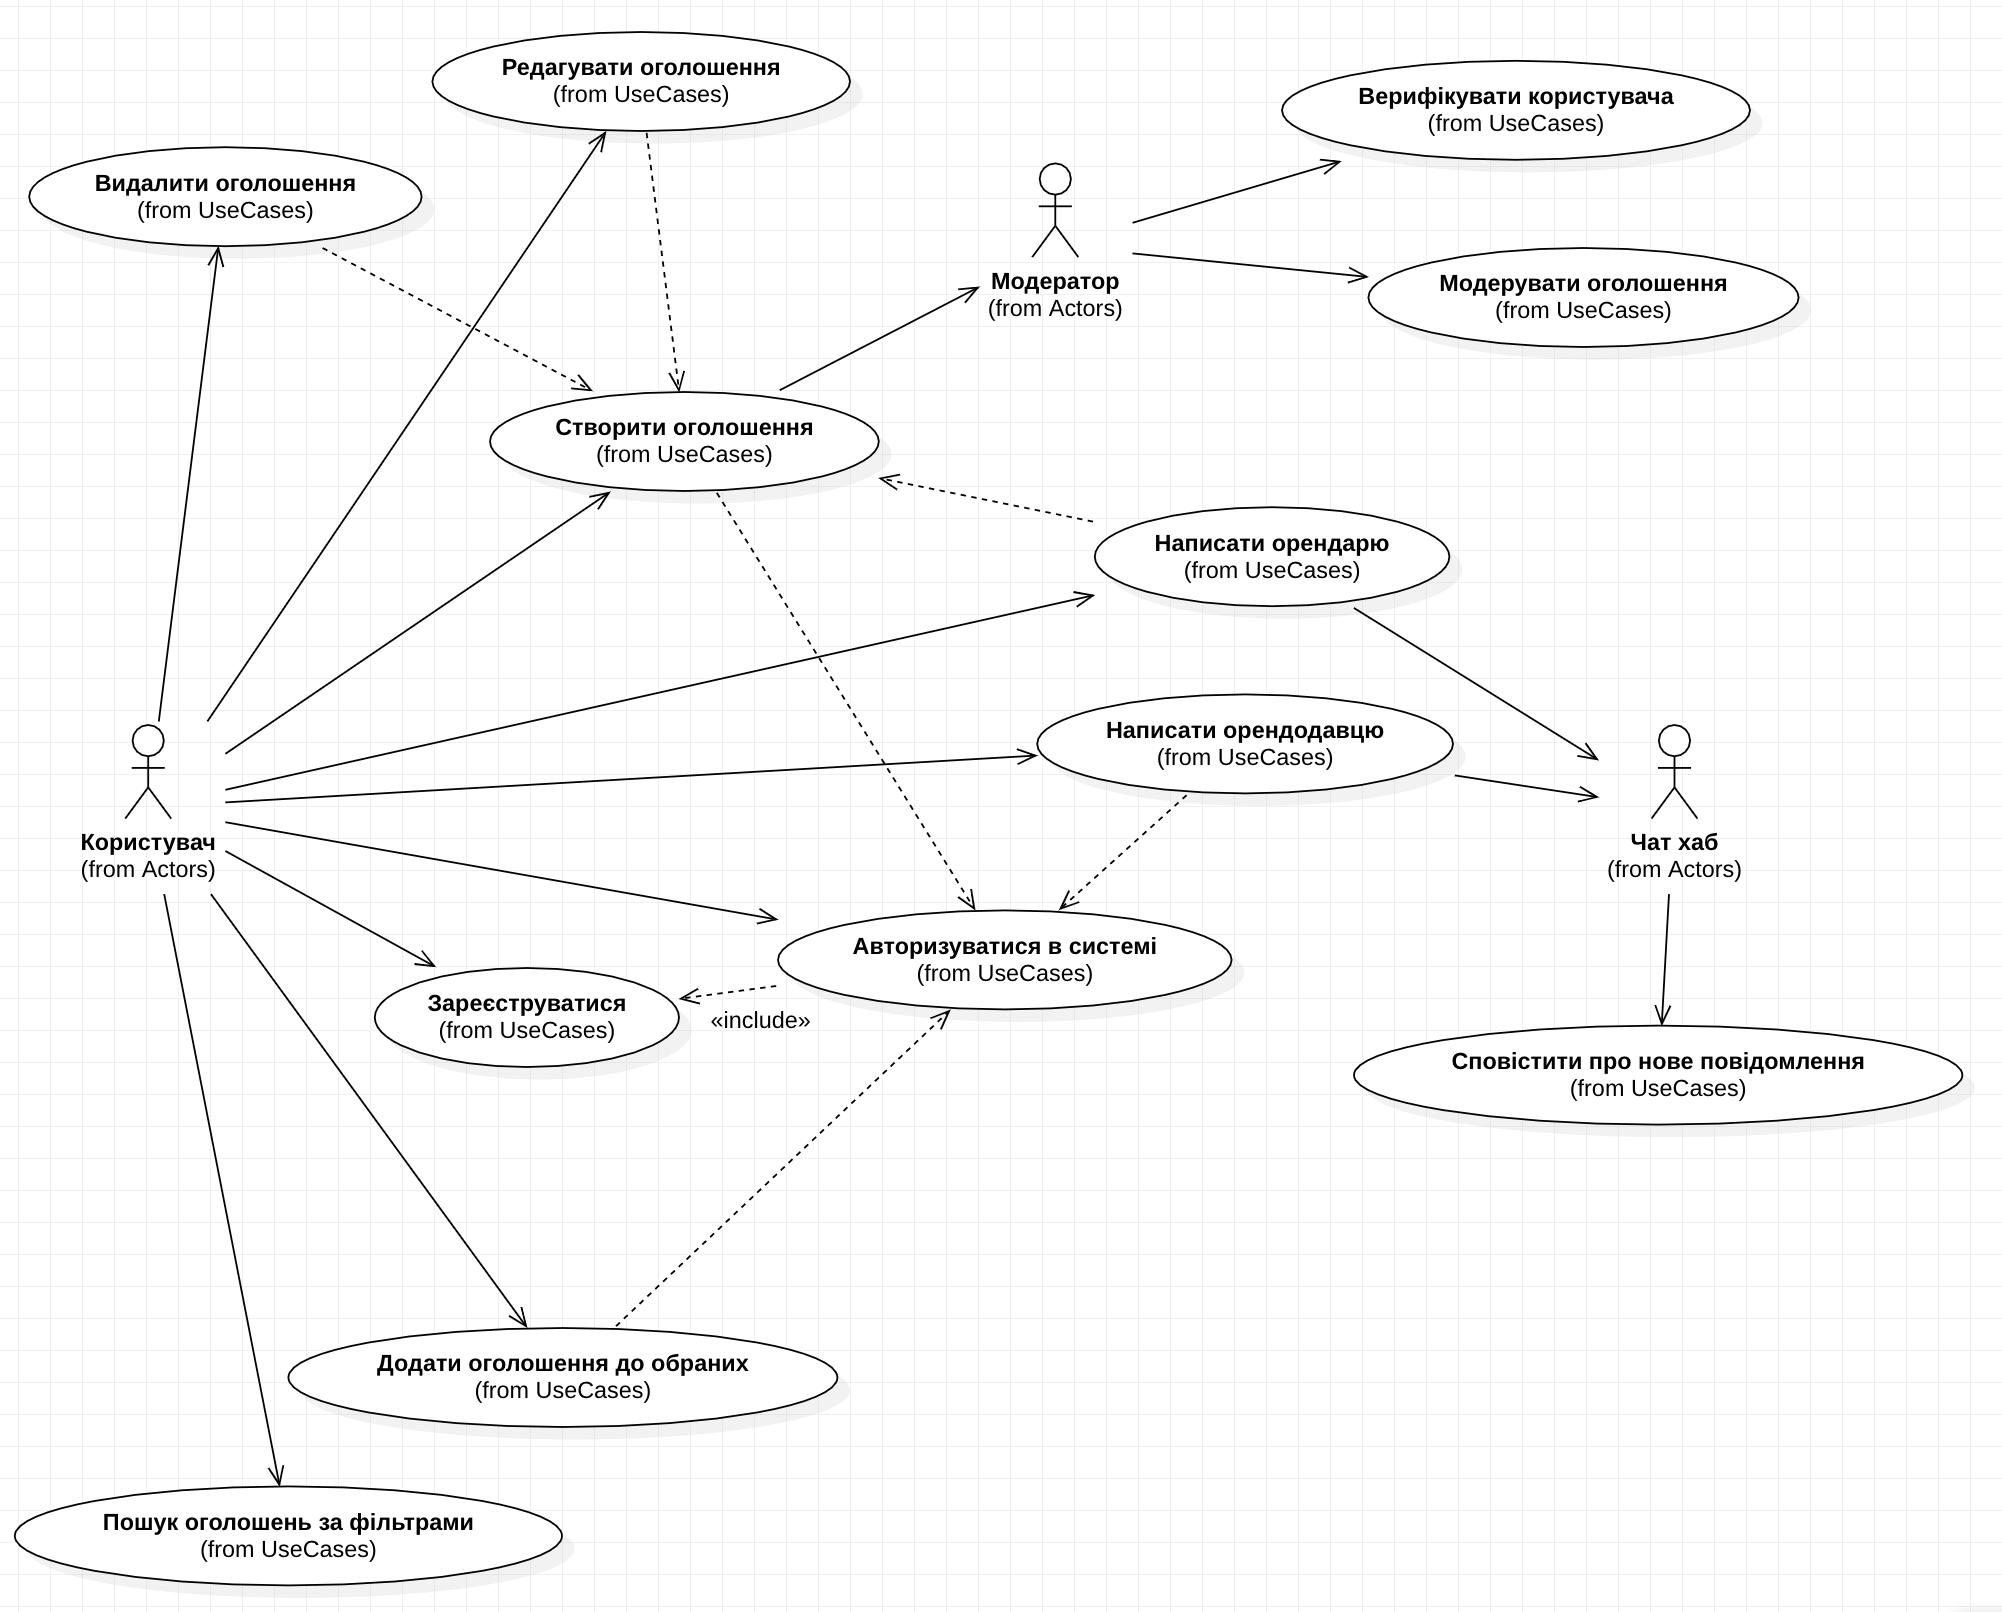 Редагувати оголошення
(from UseCases)
Верифікувати користувача
(from UseCases)
Видалити оголошення
(from UseCases)
Модератор
(from Actors)
Модерувати оголошення
(from UseCases)
Створити оголошення
(from UseCases)
Написати орендарю
(from UseCases)
Написати орендодавцю
(from UseCases)
Користувач
(from Actors)
Чат хаб
(from Actors)
Авторизуватися в системі
(from UseCases)
Зареєструватися
(from UseCases)
«include»
Сповістити про нове повідомлення
(from UseCases)
Додати оголошення до обраних
(from UseCases)
Пошук оголошень за фільтрами
(from UseCases)